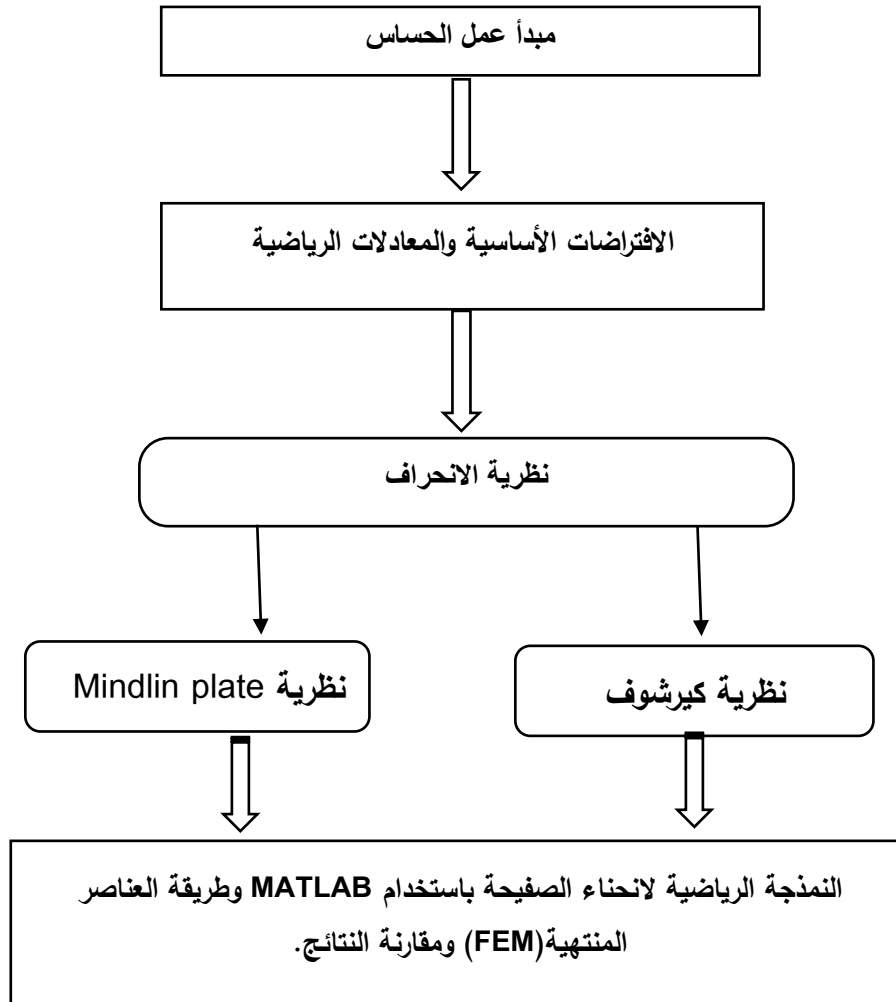 مبدأ عمل الحساس
الافتراضات الأساسية والمعادلات الرياضية
نظرية الانحراف
نظرية كيرشوف
نظرية Mindlin plate
النمذجة الرياضية لانحناء الصفيحة باستخدام MATLAB وطريقة العناصر
المنتهية(FEM) ومقارنة النتائج.